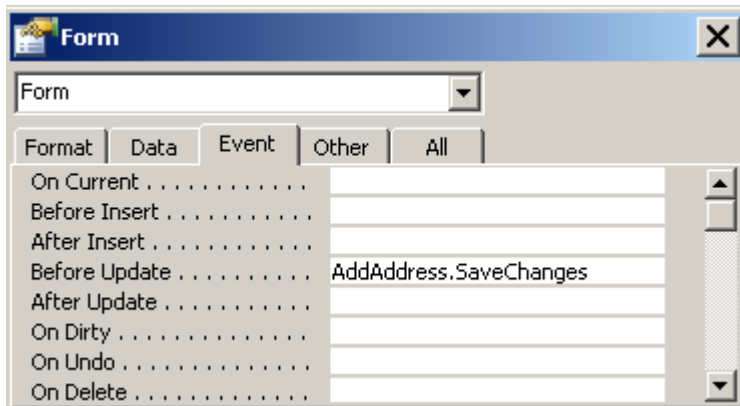 Form
Form
Format Data Event Other All
On Current . . . . . . . . . . . .
Before Insert . . . . . . . . . . .
After Insert . . . . . . . . . . . .
Before Update . . . . . . . . . . AddAddress.SaveChanges
After Update . . . . . . . . . . .
On Dirty . . . . . . . . . . . . . .
On Undo . . . . . . . . . . . . . .
On Delete . . . . . . . . . . . . .